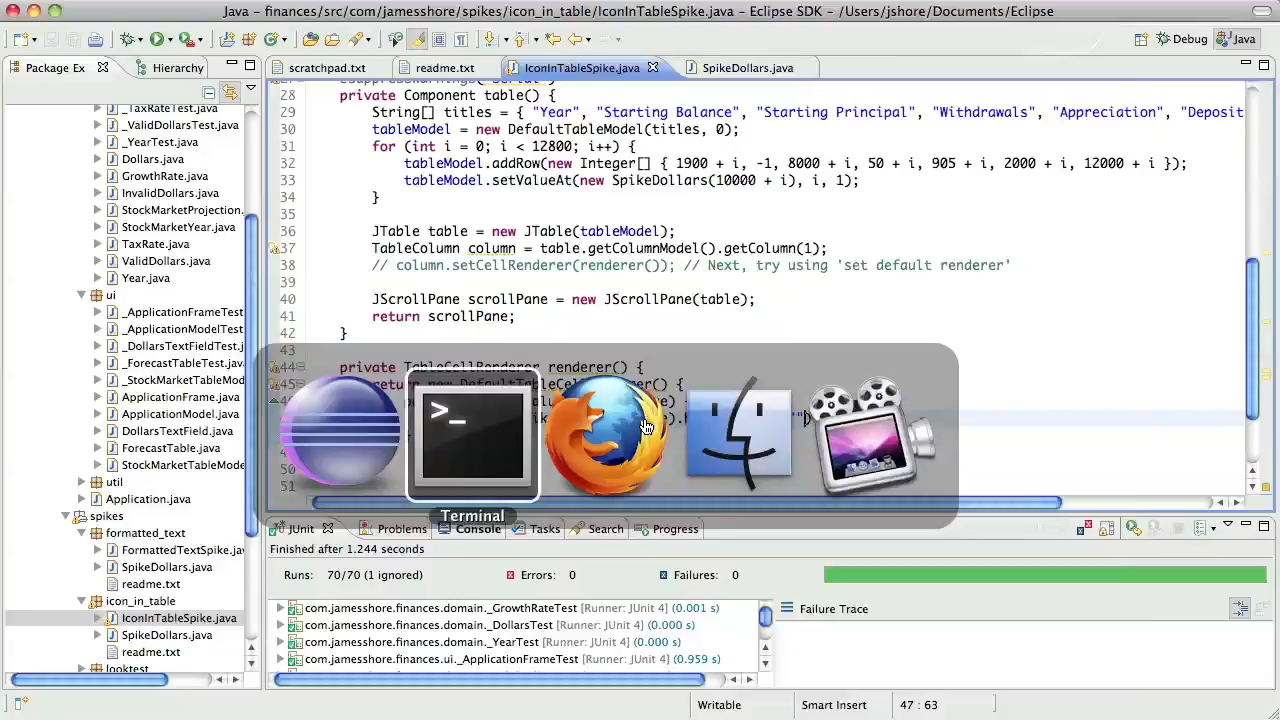 Java - finances/src/com/jamesshore/spikes/icon_in_table/IconInTableSpike.java - Eclipse SDK - /Users/jshore/Documents/Eclipse
Debug Java
Package Ex Hierarchy
scratchpad.txt readme.txt IconInTableSpike.java SpikeDollars.java
_TaxRateTest.java
_ValidDollarsTest.java
_YearTest.java
Dollars.java
GrowthRate.java
InvalidDollars.java
StockMarketProjection.
StockMarketYear.java
TaxRate.java
ValidDollars.java
Year.java
ui
_ApplicationFrameTest
_ApplicationModelTest
_DollarsTextFieldTest.j
_ForecastTableTest.jav
_StockMarketTableMod
ApplicationFrame.java
ApplicationModel.java
DollarsTextField.java
ForecastTable.java
StockMarketTableMode
util
Application.java
spikes
formatted_text
FormattedTextSpike.jav
SpikeDollars.java
readme.txt
icon_in_table
IconInTableSpike.java
SpikeDollars.java
readme.txt
looktest
28 private Component table() {
29 String[] titles = { "Year", "Starting Balance", "Starting Principal", "Withdrawals", "Appreciation", "Deposit
30 tableModel = new DefaultTableModel(titles, 0);
31 for (int i = 0; i < 12800; i++) {
32 tableModel.addRow(new Integer[] { 1900 + i, -1, 8000 + i, 50 + i, 905 + i, 2000 + i, 12000 + i });
33 tableModel.setValueAt(new SpikeDollars(10000 + i), i, 1);
34 }
35
36 JTable table = new JTable(tableModel);
37 TableColumn column = table.getColumnModel().getColumn(1);
38 // column.setCellRenderer(renderer()); // Next, try using 'set default renderer'
39
40 JScrollPane scrollPane = new JScrollPane(table);
41 return scrollPane;
42 }
43
44 private TableCellRenderer renderer() {
45 return new DefaultTableCellRenderer() {
50
51
Terminal
JUnit Problems Console Tasks Search Progress
Finished after 1.244 seconds
Runs: 70/70 (1 ignored) Errors: 0 Failures: 0
com.jamesshore.finances.domain._GrowthRateTest [Runner: JUnit 4] (0.001 s)
com.jamesshore.finances.domain._DollarsTest [Runner: JUnit 4] (0.000 s)
com.jamesshore.finances.domain._YearTest [Runner: JUnit 4] (0.000 s)
com.jamesshore.finances.ui._ApplicationFrameTest [Runner: JUnit 4] (0.959 s)
Failure Trace
Writable Smart Insert 47 : 63